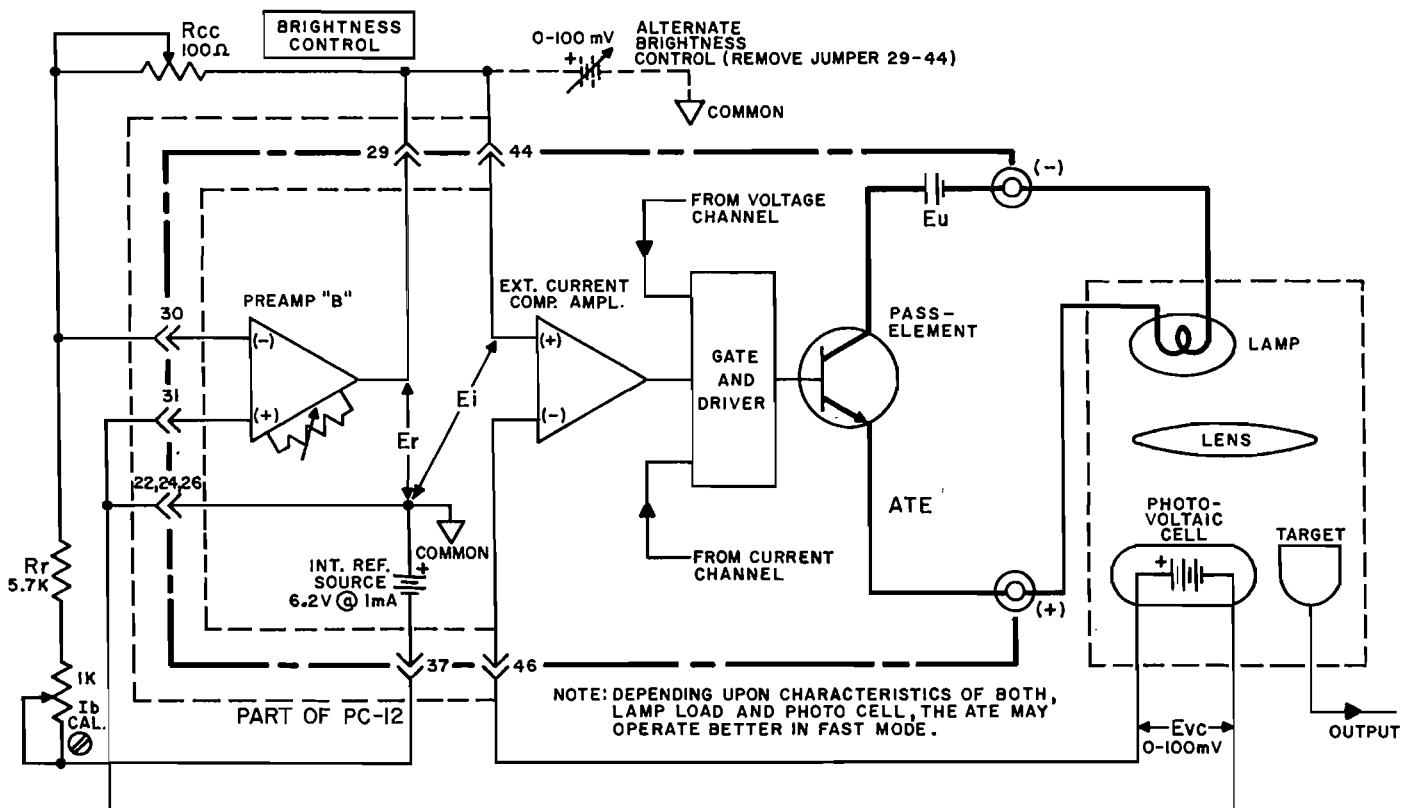 Rcc
100Ω
BRIGHTNESS
CONTROL
0-100 mV
+
ALTERNATE
BRIGHTNESS
CONTROL (REMOVE JUMPER 29-44)
COMMON
29
44
(-)
FROM VOLTAGE
CHANNEL
Eu
PREAMP "B"
EXT. CURRENT
COMP. AMPL.
30
(-)
31
(+)
Er
Ei
(+)
(-)
GATE
AND
DRIVER
PASS-
ELEMENT
LAMP
LENS
22,24,26
COMMON
ATE
PHOTO-
VOLTAIC
CELL
+
TARGET
Rr
5.7K
INT. REF.
SOURCE
6.2V @ 1mA
+
FROM CURRENT
CHANNEL
(+)
37
46
1K
Ib
CAL.
PART OF PC-12
NOTE: DEPENDING UPON CHARACTERISTICS OF BOTH,
LAMP LOAD AND PHOTO CELL, THE ATE MAY
OPERATE BETTER IN FAST MODE.
Evc
0-100mV
OUTPUT